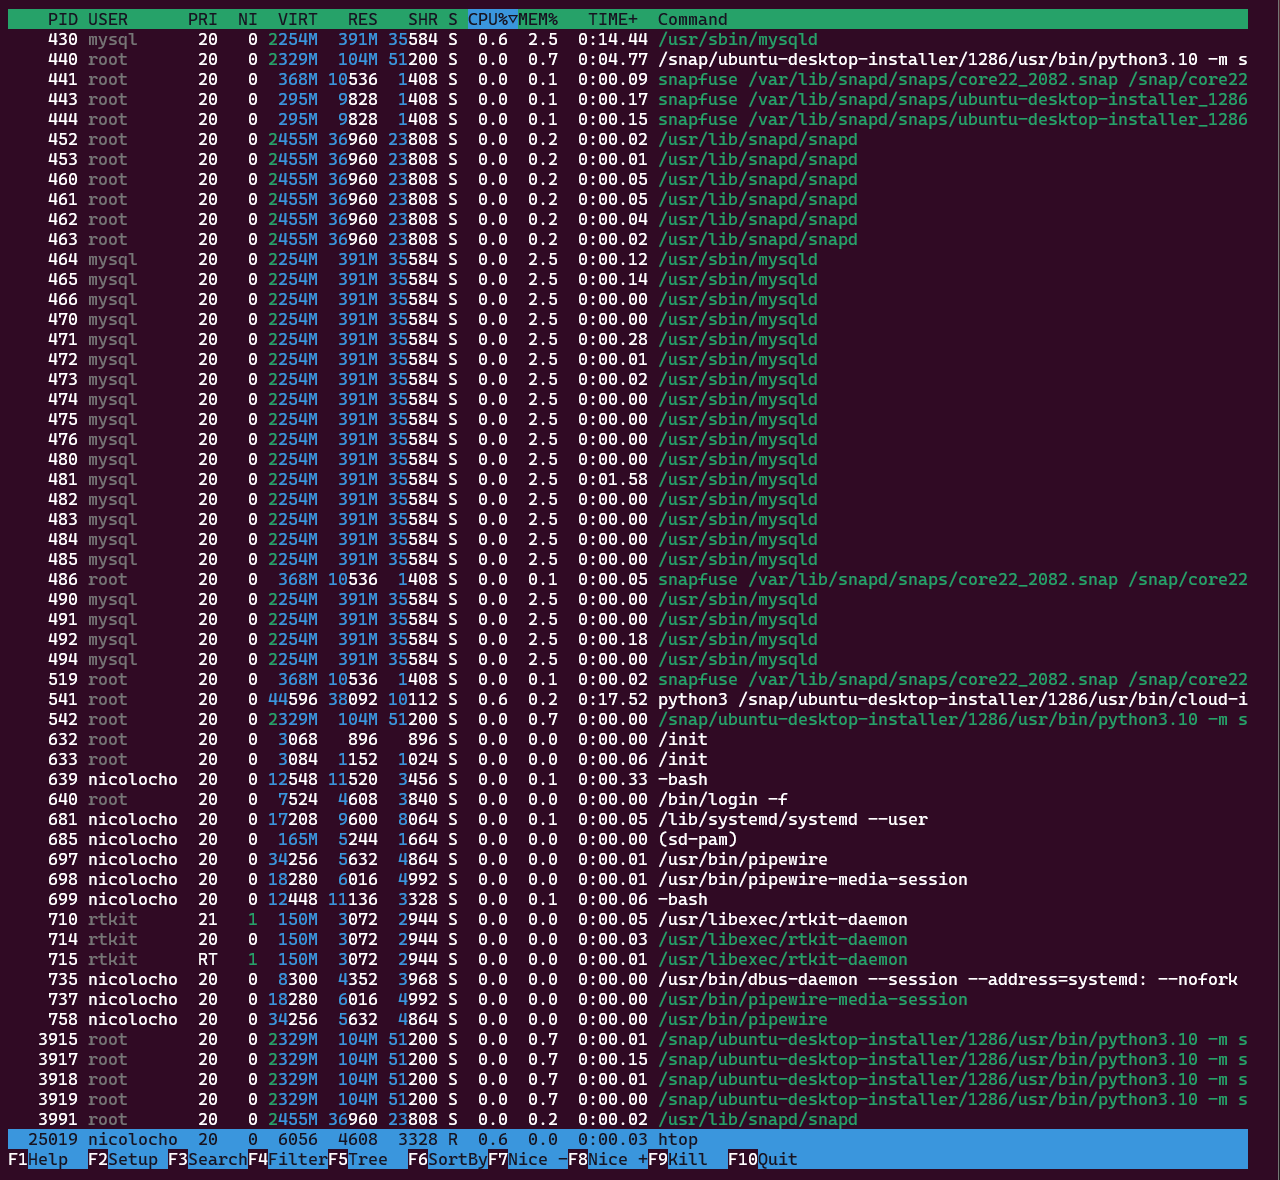 PID USER PRI NI VIRT RES SHR S CPU%▽MEM% TIME+ Command
430 mysql 20 0 2254M 391M 35584 S 0.6 2.5 0:14.44 /usr/sbin/mysqld
440 root 20 0 2329M 104M 51200 S 0.0 0.7 0:04.77 /snap/ubuntu-desktop-installer/1286/usr/bin/python3.10 -m s
441 root 20 0 368M 10536 1408 S 0.0 0.1 0:00.09 snapfuse /var/lib/snapd/snaps/core22_2082.snap /snap/core22
443 root 20 0 295M 9828 1408 S 0.0 0.1 0:00.17 snapfuse /var/lib/snapd/snaps/ubuntu-desktop-installer_1286
444 root 20 0 295M 9828 1408 S 0.0 0.1 0:00.15 snapfuse /var/lib/snapd/snaps/ubuntu-desktop-installer_1286
452 root 20 0 2455M 36960 23808 S 0.0 0.2 0:00.02 /usr/lib/snapd/snapd
453 root 20 0 2455M 36960 23808 S 0.0 0.2 0:00.01 /usr/lib/snapd/snapd
460 root 20 0 2455M 36960 23808 S 0.0 0.2 0:00.05 /usr/lib/snapd/snapd
461 root 20 0 2455M 36960 23808 S 0.0 0.2 0:00.05 /usr/lib/snapd/snapd
462 root 20 0 2455M 36960 23808 S 0.0 0.2 0:00.04 /usr/lib/snapd/snapd
463 root 20 0 2455M 36960 23808 S 0.0 0.2 0:00.02 /usr/lib/snapd/snapd
464 mysql 20 0 2254M 391M 35584 S 0.0 2.5 0:00.12 /usr/sbin/mysqld
465 mysql 20 0 2254M 391M 35584 S 0.0 2.5 0:00.14 /usr/sbin/mysqld
466 mysql 20 0 2254M 391M 35584 S 0.0 2.5 0:00.00 /usr/sbin/mysqld
470 mysql 20 0 2254M 391M 35584 S 0.0 2.5 0:00.00 /usr/sbin/mysqld
471 mysql 20 0 2254M 391M 35584 S 0.0 2.5 0:00.28 /usr/sbin/mysqld
472 mysql 20 0 2254M 391M 35584 S 0.0 2.5 0:00.01 /usr/sbin/mysqld
473 mysql 20 0 2254M 391M 35584 S 0.0 2.5 0:00.02 /usr/sbin/mysqld
474 mysql 20 0 2254M 391M 35584 S 0.0 2.5 0:00.00 /usr/sbin/mysqld
475 mysql 20 0 2254M 391M 35584 S 0.0 2.5 0:00.00 /usr/sbin/mysqld
476 mysql 20 0 2254M 391M 35584 S 0.0 2.5 0:00.00 /usr/sbin/mysqld
480 mysql 20 0 2254M 391M 35584 S 0.0 2.5 0:00.00 /usr/sbin/mysqld
481 mysql 20 0 2254M 391M 35584 S 0.0 2.5 0:01.58 /usr/sbin/mysqld
482 mysql 20 0 2254M 391M 35584 S 0.0 2.5 0:00.00 /usr/sbin/mysqld
483 mysql 20 0 2254M 391M 35584 S 0.0 2.5 0:00.00 /usr/sbin/mysqld
484 mysql 20 0 2254M 391M 35584 S 0.0 2.5 0:00.00 /usr/sbin/mysqld
485 mysql 20 0 2254M 391M 35584 S 0.0 2.5 0:00.00 /usr/sbin/mysqld
486 root 20 0 368M 10536 1408 S 0.0 0.1 0:00.05 snapfuse /var/lib/snapd/snaps/core22_2082.snap /snap/core22
490 mysql 20 0 2254M 391M 35584 S 0.0 2.5 0:00.00 /usr/sbin/mysqld
491 mysql 20 0 2254M 391M 35584 S 0.0 2.5 0:00.00 /usr/sbin/mysqld
492 mysql 20 0 2254M 391M 35584 S 0.0 2.5 0:00.18 /usr/sbin/mysqld
494 mysql 20 0 2254M 391M 35584 S 0.0 2.5 0:00.00 /usr/sbin/mysqld
519 root 20 0 368M 10536 1408 S 0.0 0.1 0:00.02 snapfuse /var/lib/snapd/snaps/core22_2082.snap /snap/core22
541 root 20 0 44596 38092 10112 S 0.6 0.2 0:17.52 python3 /snap/ubuntu-desktop-installer/1286/usr/bin/cloud-i
542 root 20 0 2329M 104M 51200 S 0.0 0.7 0:00.00 /snap/ubuntu-desktop-installer/1286/usr/bin/python3.10 -m s
632 root 20 0 3068 896 896 S 0.0 0.0 0:00.00 /init
633 root 20 0 3084 1152 1024 S 0.0 0.0 0:00.06 /init
639 nicolocho 20 0 12548 11520 3456 S 0.0 0.1 0:00.33 -bash
640 root 20 0 7524 4608 3840 S 0.0 0.0 0:00.00 /bin/login -f
681 nicolocho 20 0 17208 9600 8064 S 0.0 0.1 0:00.05 /lib/systemd/systemd --user
685 nicolocho 20 0 165M 5244 1664 S 0.0 0.0 0:00.00 (sd-pam)
697 nicolocho 20 0 34256 5632 4864 S 0.0 0.0 0:00.01 /usr/bin/pipewire
698 nicolocho 20 0 18280 6016 4992 S 0.0 0.0 0:00.01 /usr/bin/pipewire-media-session
699 nicolocho 20 0 12448 11136 3328 S 0.0 0.1 0:00.06 -bash
710 rtkit 21 1 150M 3072 2944 S 0.0 0.0 0:00.05 /usr/libexec/rtkit-daemon
714 rtkit 20 0 150M 3072 2944 S 0.0 0.0 0:00.03 /usr/libexec/rtkit-daemon
715 rtkit RT 1 150M 3072 2944 S 0.0 0.0 0:00.01 /usr/libexec/rtkit-daemon
735 nicolocho 20 0 8300 4352 3968 S 0.0 0.0 0:00.00 /usr/bin/dbus-daemon --session --address=systemd: --nofork
737 nicolocho 20 0 18280 6016 4992 S 0.0 0.0 0:00.00 /usr/bin/pipewire-media-session
758 nicolocho 20 0 34256 5632 4864 S 0.0 0.0 0:00.00 /usr/bin/pipewire
3915 root 20 0 2329M 104M 51200 S 0.0 0.7 0:00.01 /snap/ubuntu-desktop-installer/1286/usr/bin/python3.10 -m s
3917 root 20 0 2329M 104M 51200 S 0.0 0.7 0:00.15 /snap/ubuntu-desktop-installer/1286/usr/bin/python3.10 -m s
3918 root 20 0 2329M 104M 51200 S 0.0 0.7 0:00.01 /snap/ubuntu-desktop-installer/1286/usr/bin/python3.10 -m s
3919 root 20 0 2329M 104M 51200 S 0.0 0.7 0:00.00 /snap/ubuntu-desktop-installer/1286/usr/bin/python3.10 -m s
3991 root 20 0 2455M 36960 23808 S 0.0 0.2 0:00.02 /usr/lib/snapd/snapd
25019 nicolocho 20 0 6056 4608 3328 R 0.6 0.0 0:00.03 htop
F1Help F2Setup F3SearchF4FilterF5Tree F6SortByF7Nice -F8Nice +F9Kill F10Quit